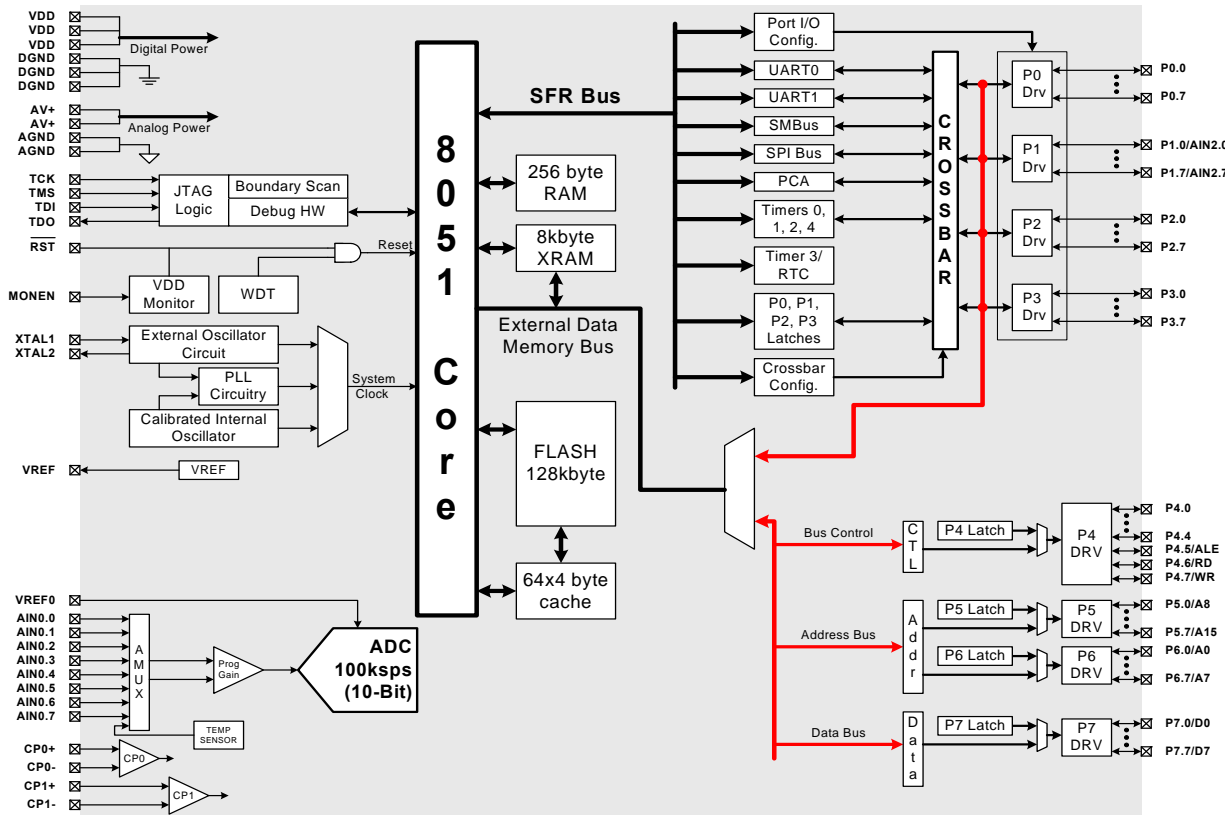 VDD
VDD
VDD
DGND
DGND
DGND
Digital Power
AV+
AV+
AGND
AGND
Analog Power
TCK
TMS
TDI
TDO
JTAG
Logic
Boundary Scan
Debug HW
RST
Reset
MONEN
VDD
Monitor
WDT
XTAL1
XTAL2
External Oscillator
Circuit
PLL
Circuitry
Calibrated Internal
Oscillator
System
Clock
VREF
VREF
VREF0
AIN0.0
AIN0.1
AIN0.2
AIN0.3
AIN0.4
AIN0.5
AIN0.6
AIN0.7
AMUX
Prog
Gain
ADC
100ksps
(10-Bit)
TEMP
SENSOR
CP0+
CP0-
CP0
CP1+
CP1-
CP1
8051 Core
SFR Bus
256 byte
RAM
8kbyte
XRAM
External Data
Memory Bus
FLASH
128kbyte
64x4 byte
cache
Port I/O
Config.
UART0
UART1
SMBus
SPI Bus
PCA
Timers 0,
1, 2, 4
Timer 3/
RTC
P0, P1,
P2, P3
Latches
Crossbar
Config.
CROSSBAR
P0
Drv
P1
Drv
P2
Drv
P3
Drv
P0.0
P0.7
P1.0/AIN2.0
P1.7/AIN2.7
P2.0
P2.7
P3.0
P3.7
Bus Control
CTL
P4 Latch
P4
DRV
P4.0
P4.4
P4.5/ALE
P4.6/RD
P4.7/WR
Address Bus
Addr
P5 Latch
P5
DRV
P5.0/A8
P5.7/A15
P6 Latch
P6
DRV
P6.0/A0
P6.7/A7
Data Bus
Data
P7 Latch
P7
DRV
P7.0/D0
P7.7/D7